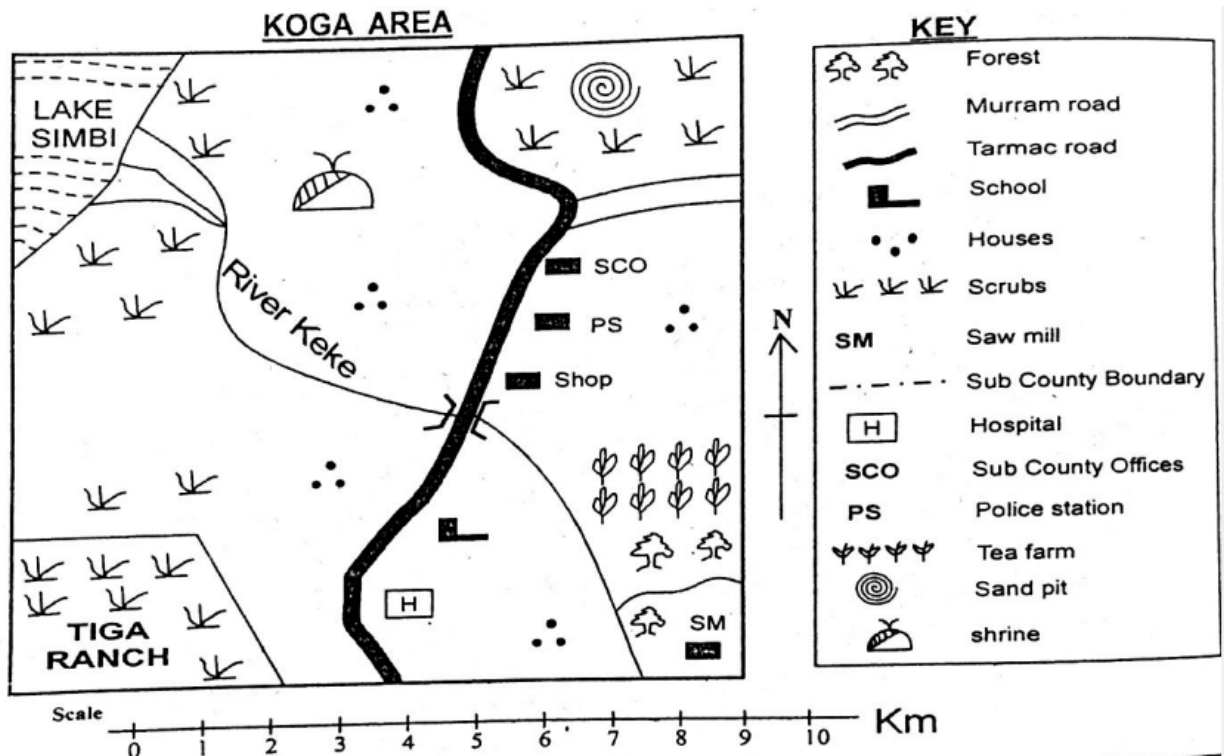 KOGA AREA
LAKE
SIMBI
SCO
River Keke
PS
Shop
H
SM
TIGA
RANCH
N
KEY
Forest
Murram road
Tarmac road
School
Houses
Scrubs
SM Saw mill
Sub County Boundary
H Hospital
SCO Sub County Offices
PS Police station
Tea farm
Sand pit
shrine
Scale
0 1 2 3 4 5 6 7 8 9 10 Km